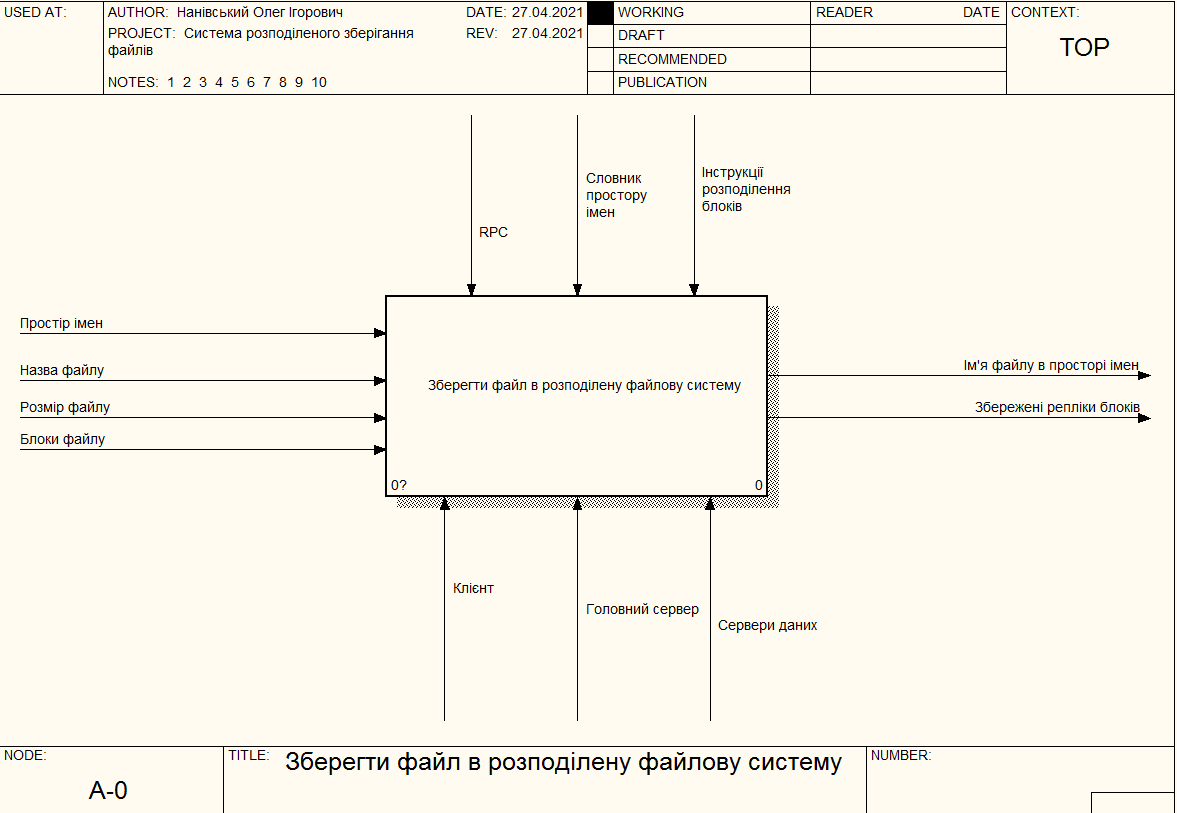 USED AT:
AUTHOR: Нанівський Олег Ігорович
DATE: 27.04.2021
PROJECT: Система розподіленого зберігання
файлів
REV: 27.04.2021
NOTES: 1 2 3 4 5 6 7 8 9 10
WORKING
DRAFT
RECOMMENDED
PUBLICATION
READER DATE
CONTEXT:
TOP
RPC
Словник
простору
імен
Інструкції
розподілення
блоків
Простір імен
Назва файлу
Розмір файлу
Блоки файлу
Зберегти файл в розподілену файлову систему
0?
0
Ім'я файлу в просторі імен
Збережені репліки блоків
Клієнт
Головний сервер
Сервери даних
NODE:
A-0
TITLE:
Зберегти файл в розподілену файлову систему
NUMBER: